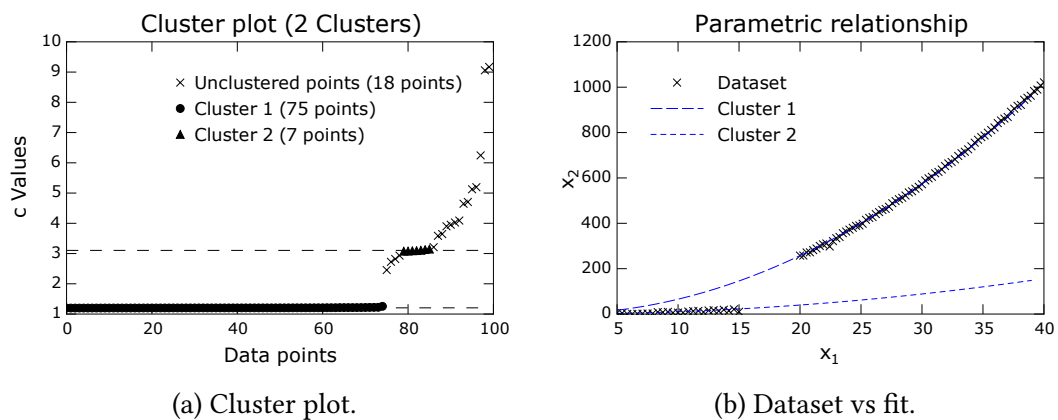 Cluster plot (2 Clusters)
10
9
8
7
6
5
4
3
2
1
c Values
Unclustered points (18 points)
Cluster 1 (75 points)
Cluster 2 (7 points)
0 20 40 60 80 100
Data points
(a) Cluster plot.
Parametric relationship
1000
800
600
400
200
0
x_2
Dataset
Cluster 1
Cluster 2
5 10 15 20 25 30 35 40
x_1
(b) Dataset vs fit.